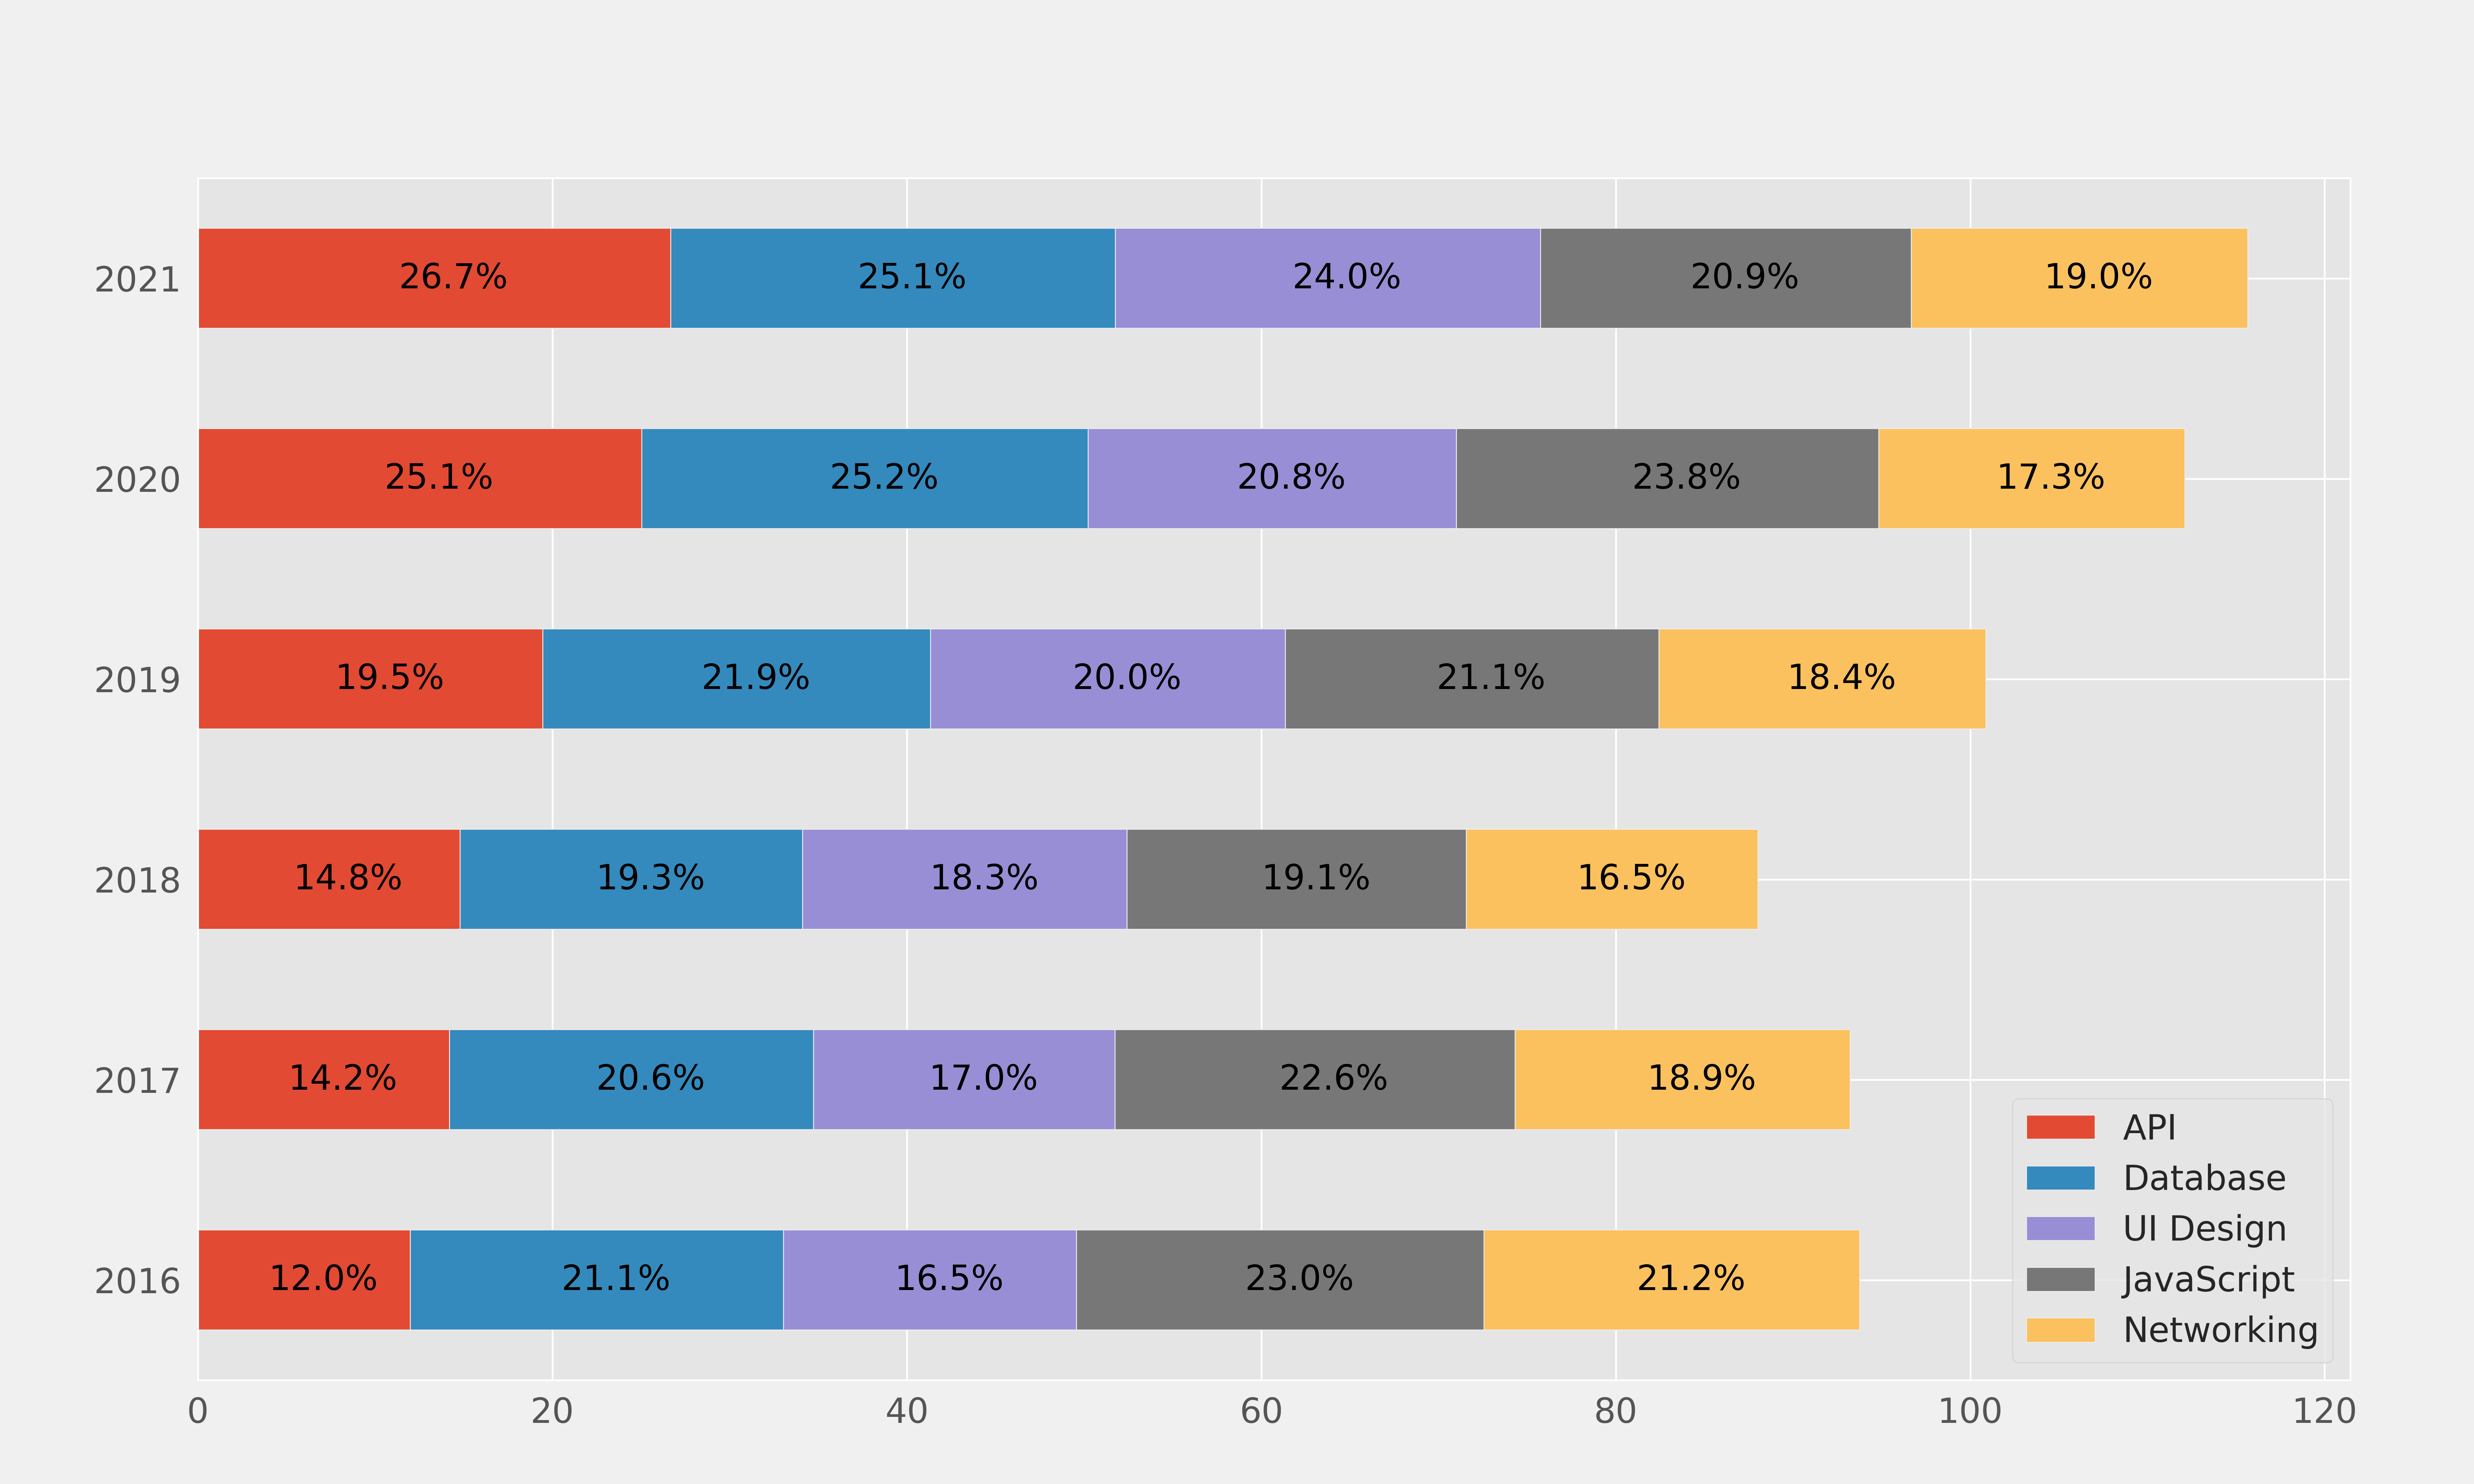 2021 26.7% 25.1% 24.0% 20.9% 19.0%
2020 25.1% 25.2% 20.8% 23.8% 17.3%
2019 19.5% 21.9% 20.0% 21.1% 18.4%
2018 14.8% 19.3% 18.3% 19.1% 16.5%
2017 14.2% 20.6% 17.0% 22.6% 18.9%
2016 12.0% 21.1% 16.5% 23.0% 21.2%
API
Database
UI Design
JavaScript
Networking
0 20 40 60 80 100 120